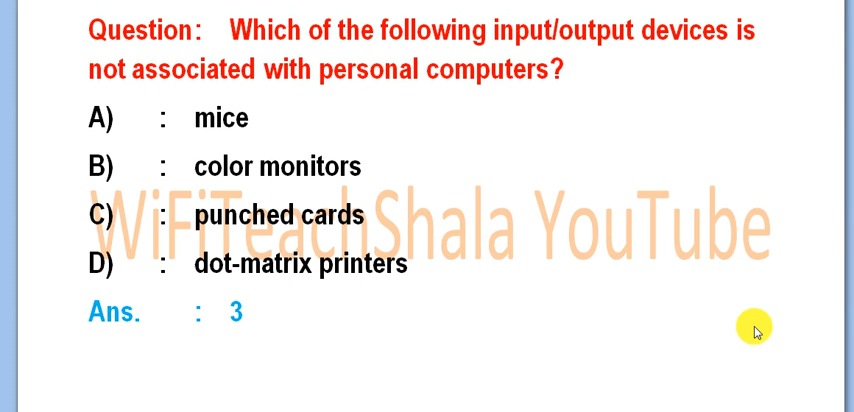 Question: Which of the following input/output devices is
not associated with personal computers?
A) : mice
B) : color monitors
WiFiTeachShala YouTube
C) : punched cards
D) : dot-matrix printers
Ans. : 3